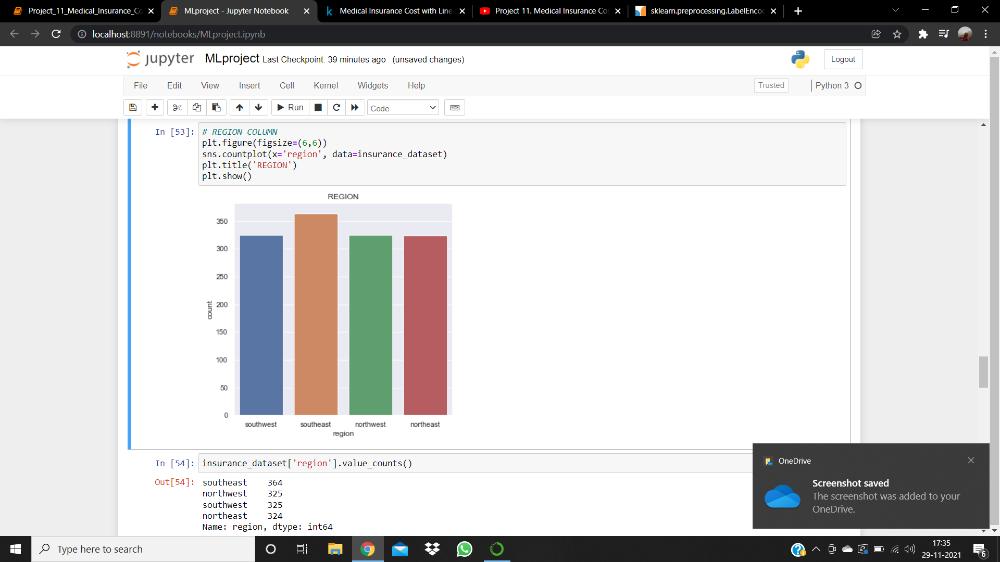 Project_11_Medical_Insurance_Co
MLproject - Jupyter Notebook
Medical Insurance Cost with Line
Project 11. Medical Insurance Cos
sklearn.preprocessing.LabelEncod
localhost:8891/notebooks/MLproject.ipynb
jupyter MLproject Last Checkpoint: 39 minutes ago (unsaved changes)
Logout
File Edit View Insert Cell Kernel Widgets Help
Trusted
Python 3
Run
Code
In [53]:
# REGION COLUMN
plt.figure(figsize=(6,6))
sns.countplot(x='region', data=insurance_dataset)
plt.title('REGION')
plt.show()
REGION
350
300
250
200
150
100
50
0
count
southwest southeast northwest northeast
region
In [54]: insurance_dataset['region'].value_counts()
Out[54]:
southeast 364
northwest 325
southwest 325
northeast 324
Name: region, dtype: int64
OneDrive
Screenshot saved
The screenshot was added to your
OneDrive.
Type here to search
17:35
29-11-2021
6